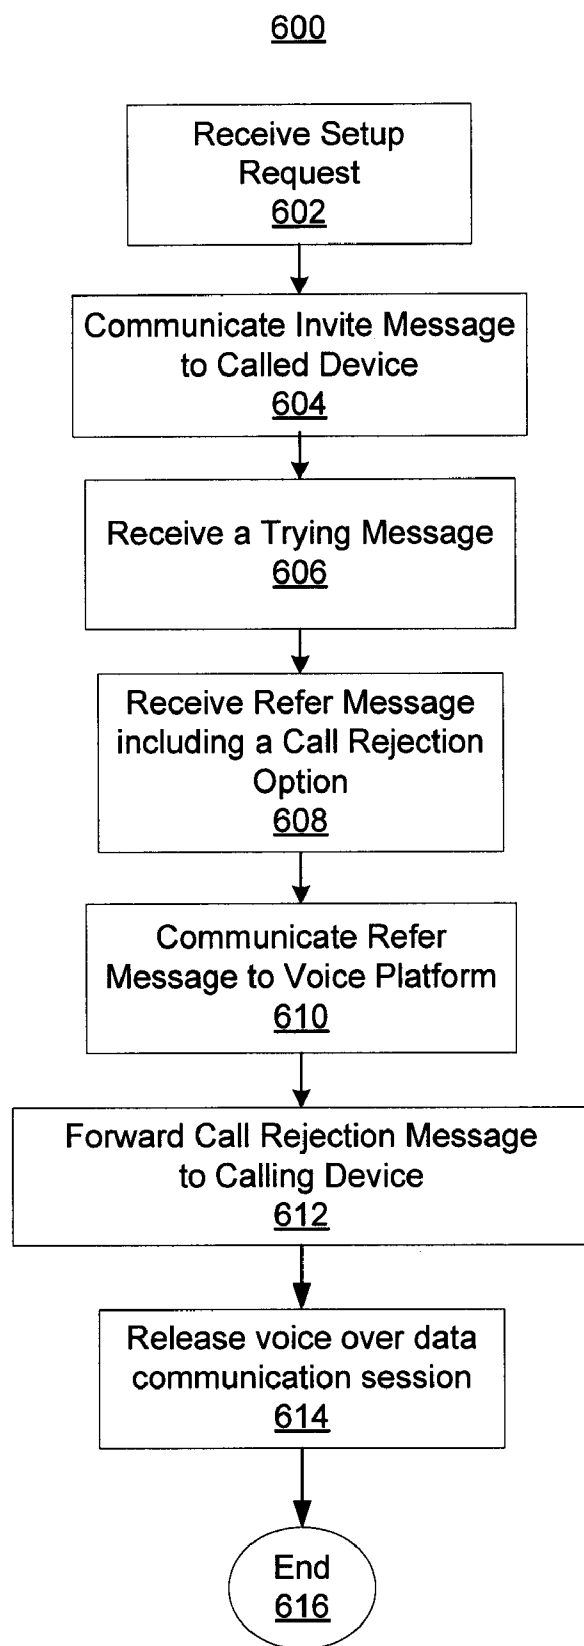 600
Receive Setup
Request
602
Communicate Invite Message
to Called Device
604
Receive a Trying Message
606
Receive Refer Message
including a Call Rejection
Option
608
Communicate Refer
Message to Voice Platform
610
Forward Call Rejection Message
to Calling Device
612
Release voice over data
communication session
614
End
616